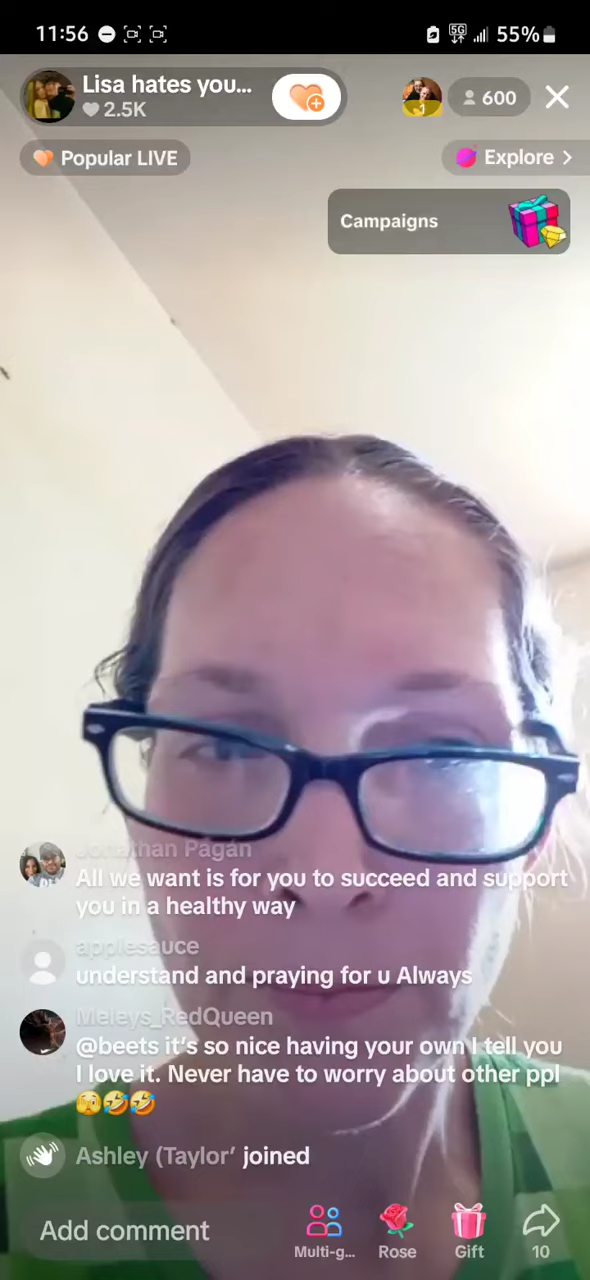 11:56
5G
55%
Lisa hates you...
2.5K
1
600
Popular LIVE
Explore
Campaigns
Jonathan Pagán
All we want is for you to succeed and support
you in a healthy way
applesauce
understand and praying for u Always
Meleys_RedQueen
@beets it's so nice having your own I tell you
I love it. Never have to worry about other ppl
🫣🤣🤣
Ashley (Taylor' joined
Add comment
Multi-g...
Rose
Gift
10